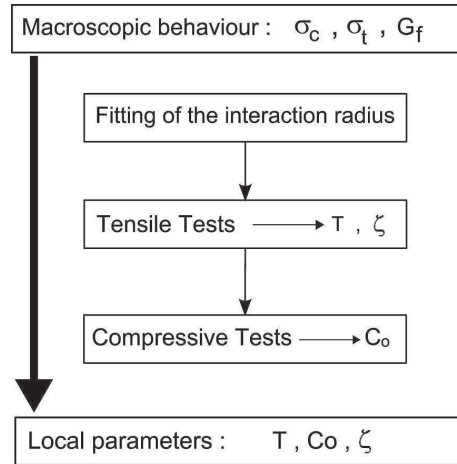 Macroscopic behaviour : σc , σt , Gf
Fitting of the interaction radius
Tensile Tests → T , ζ
Compressive Tests → Co
Local parameters : T , Co , ζ